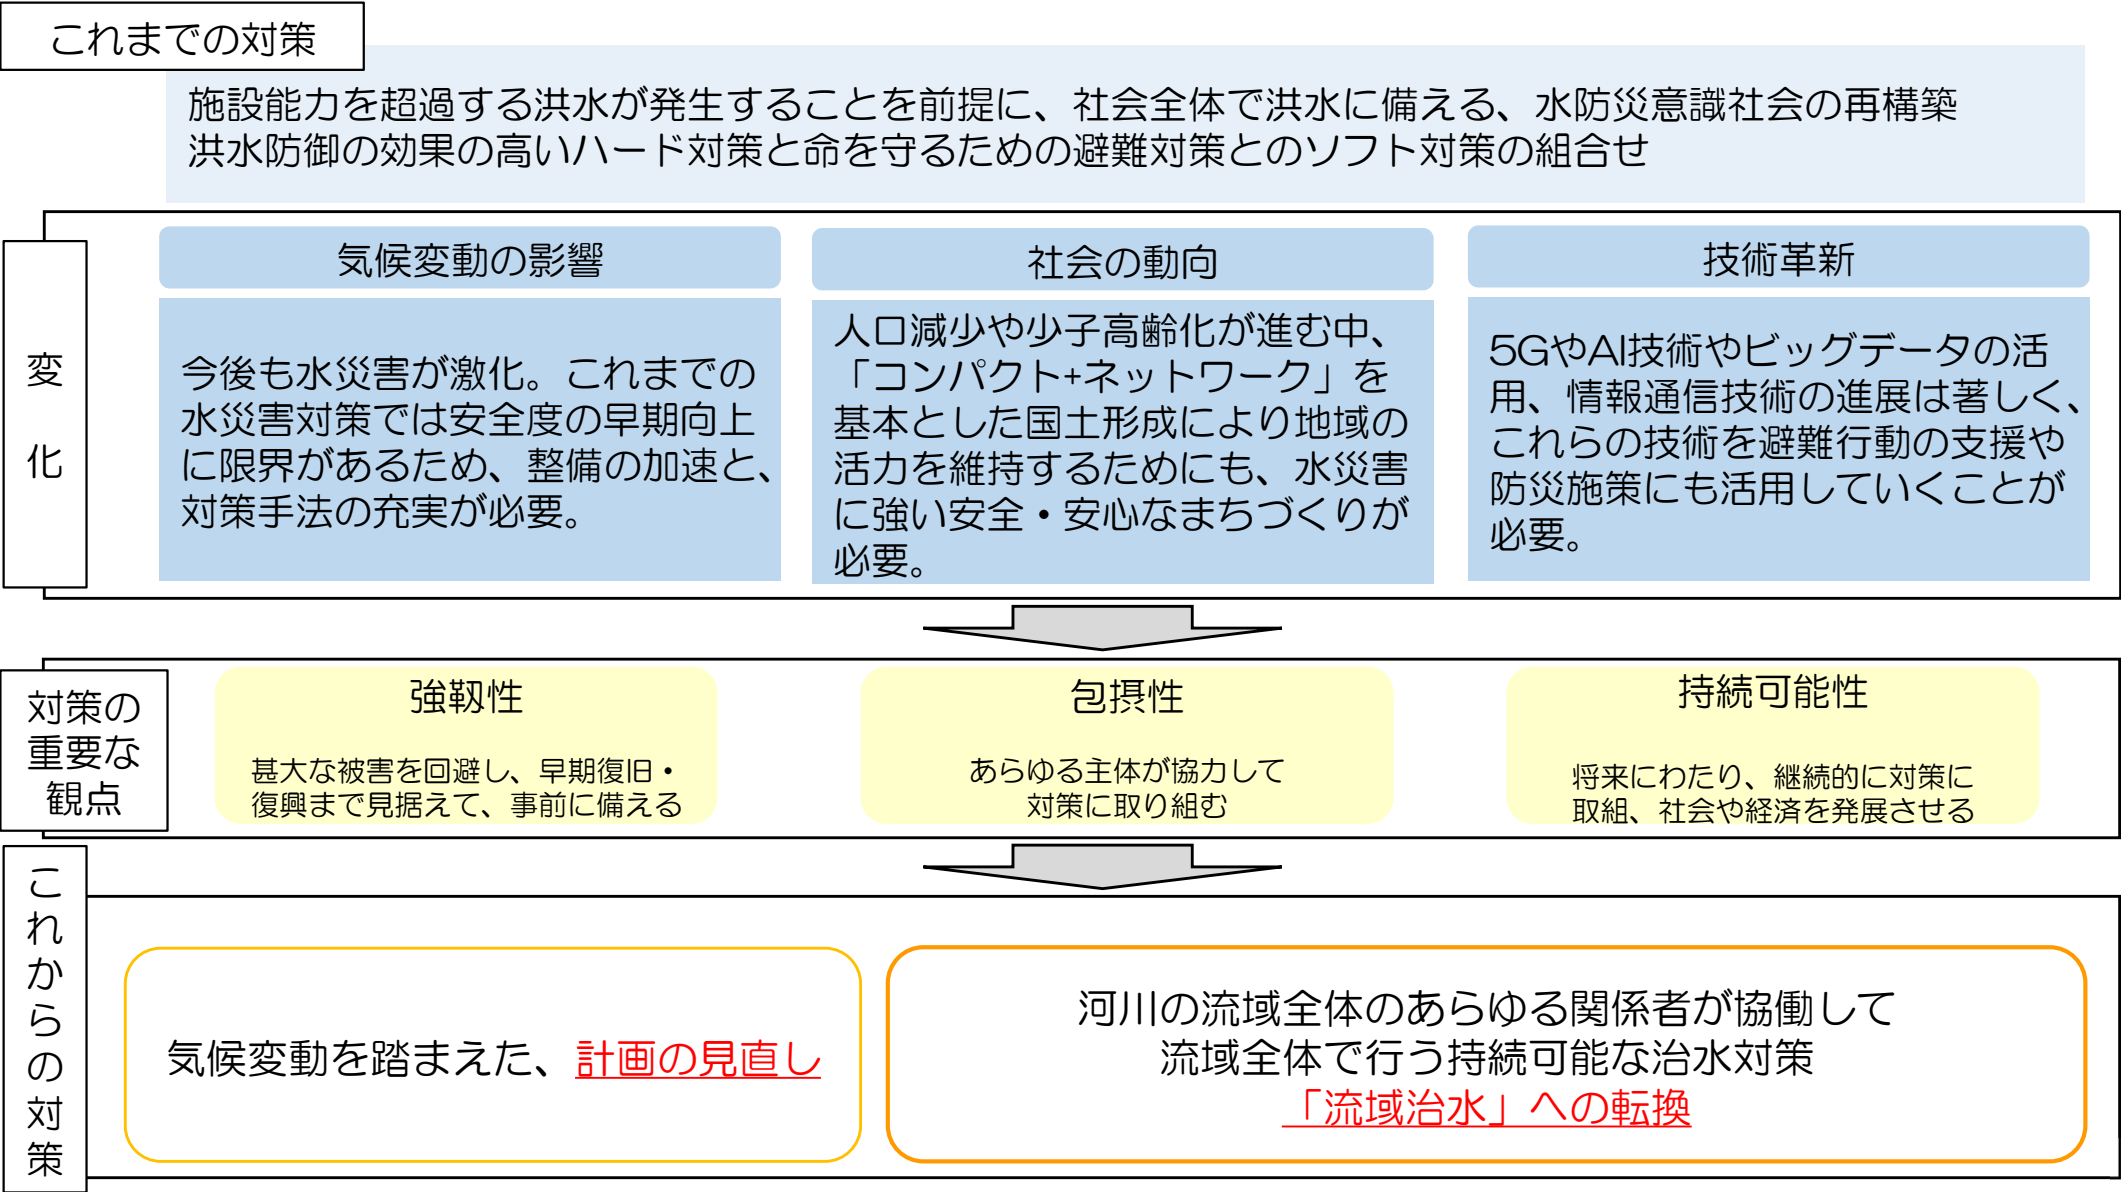 これまでの対策
施設能力を超過する洪水が発生することを前提に、社会全体で洪水に備える、水防災意識社会の再構築
洪水防御の効果の高いハード対策と命を守るための避難対策とのソフト対策の組合せ
変化
気候変動の影響
今後も水災害が激化。これまでの
水災害対策では安全度の早期向上
に限界があるため、整備の加速と、
対策手法の充実が必要。
社会の動向
人口減少や少子高齢化が進む中、
「コンパクト+ネットワーク」を
基本とした国土形成により地域の
活力を維持するためにも、水災害
に強い安全・安心なまちづくりが
必要。
技術革新
5GやAI技術やビッグデータの活
用、情報通信技術の進展は著しく、
これらの技術を避難行動の支援や
防災施策にも活用していくことが
必要。
対策の
重要な
観点
強靱性
甚大な被害を回避し、早期復旧・
復興まで見据えて、事前に備える
包摂性
あらゆる主体が協力して
対策に取り組む
持続可能性
将来にわたり、継続的に対策に
取組、社会や経済を発展させる
これからの対策
気候変動を踏まえた、計画の見直し
河川の流域全体のあらゆる関係者が協働して
流域全体で行う持続可能な治水対策
「流域治水」への転換